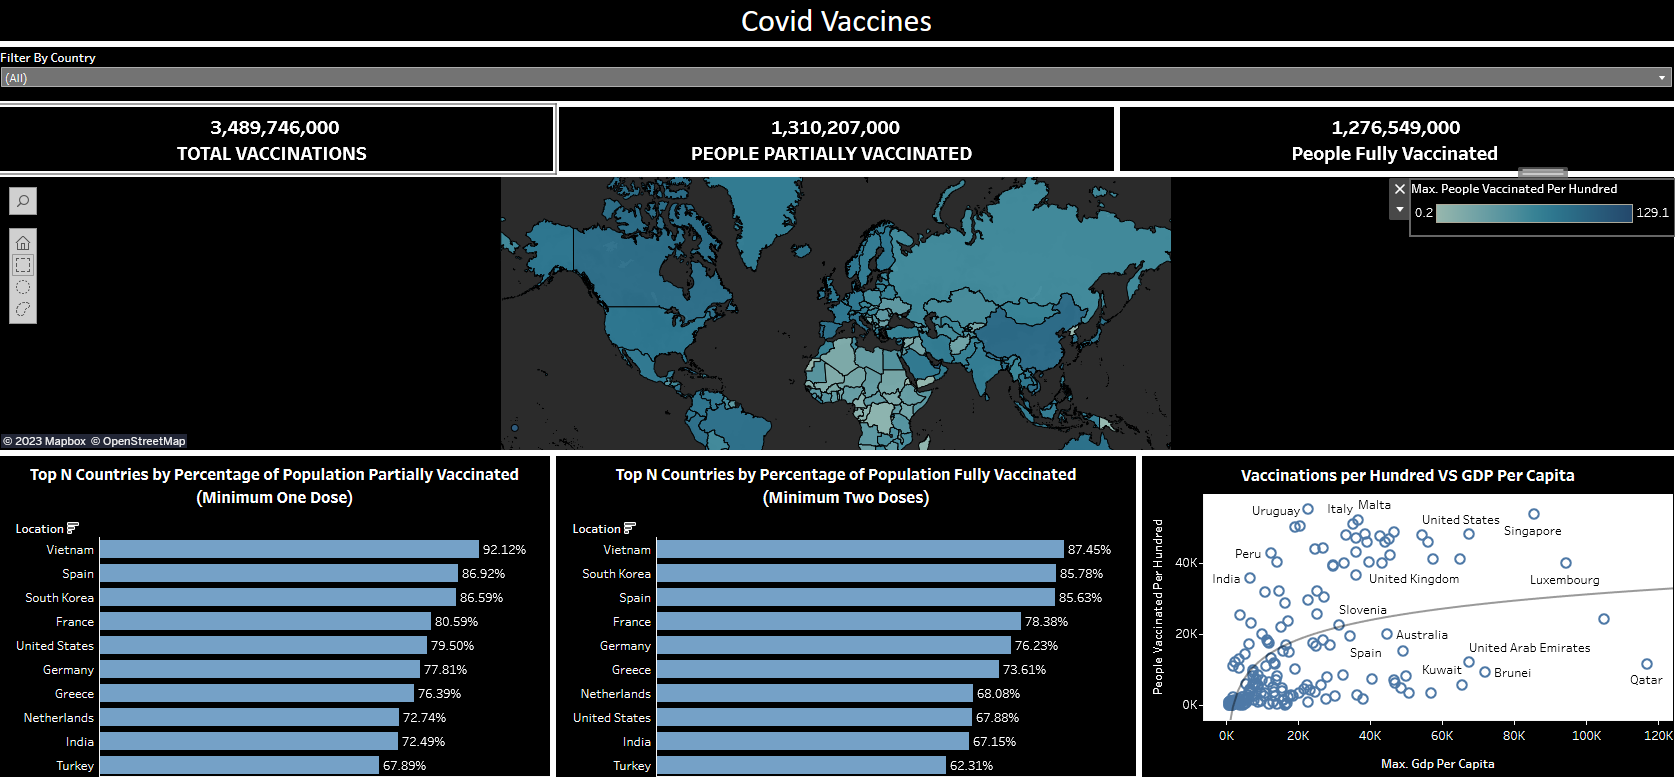 Covid Vaccines
Filter By Country
(All)
3,489,746,000
TOTAL VACCINATIONS
1,310,207,000
PEOPLE PARTIALLY VACCINATED
1,276,549,000
People Fully Vaccinated
Max. People Vaccinated Per Hundred
0.2 129.1
© 2023 Mapbox © OpenStreetMap
Top N Countries by Percentage of Population Partially Vaccinated
(Minimum One Dose)
Location
Vietnam 92.12%
Spain 86.92%
South Korea 86.59%
France 80.59%
United States 79.50%
Germany 77.81%
Greece 76.39%
Netherlands 72.74%
India 72.49%
Turkey 67.89%
Top N Countries by Percentage of Population Fully Vaccinated
(Minimum Two Doses)
Location
Vietnam 87.45%
South Korea 85.78%
Spain 85.63%
France 78.38%
Germany 76.23%
Greece 73.61%
Netherlands 68.08%
United States 67.88%
India 67.15%
Turkey 62.31%
Vaccinations per Hundred VS GDP Per Capita
People Vaccinated Per Hundred
40K
20K
0K
Uruguay
Italy
Malta
United States
Singapore
Peru
India
United Kingdom
Luxembourg
Slovenia
Australia
Spain
United Arab Emirates
Kuwait
Brunei
Qatar
0K 20K 40K 60K 80K 100K 120K
Max. Gdp Per Capita